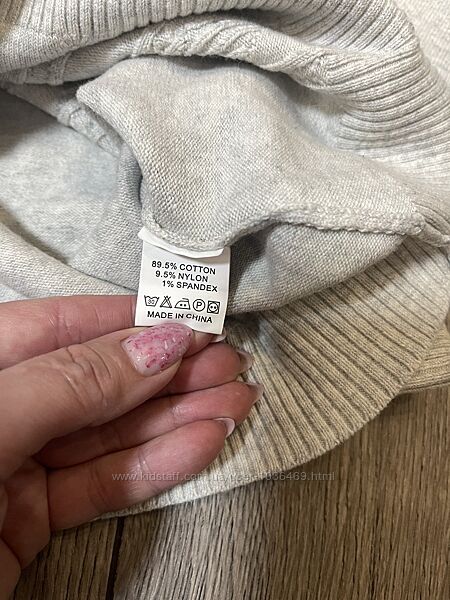 89.5% COTTON
9.5% NYLON
1% SPANDEX
P
MADE IN CHINA